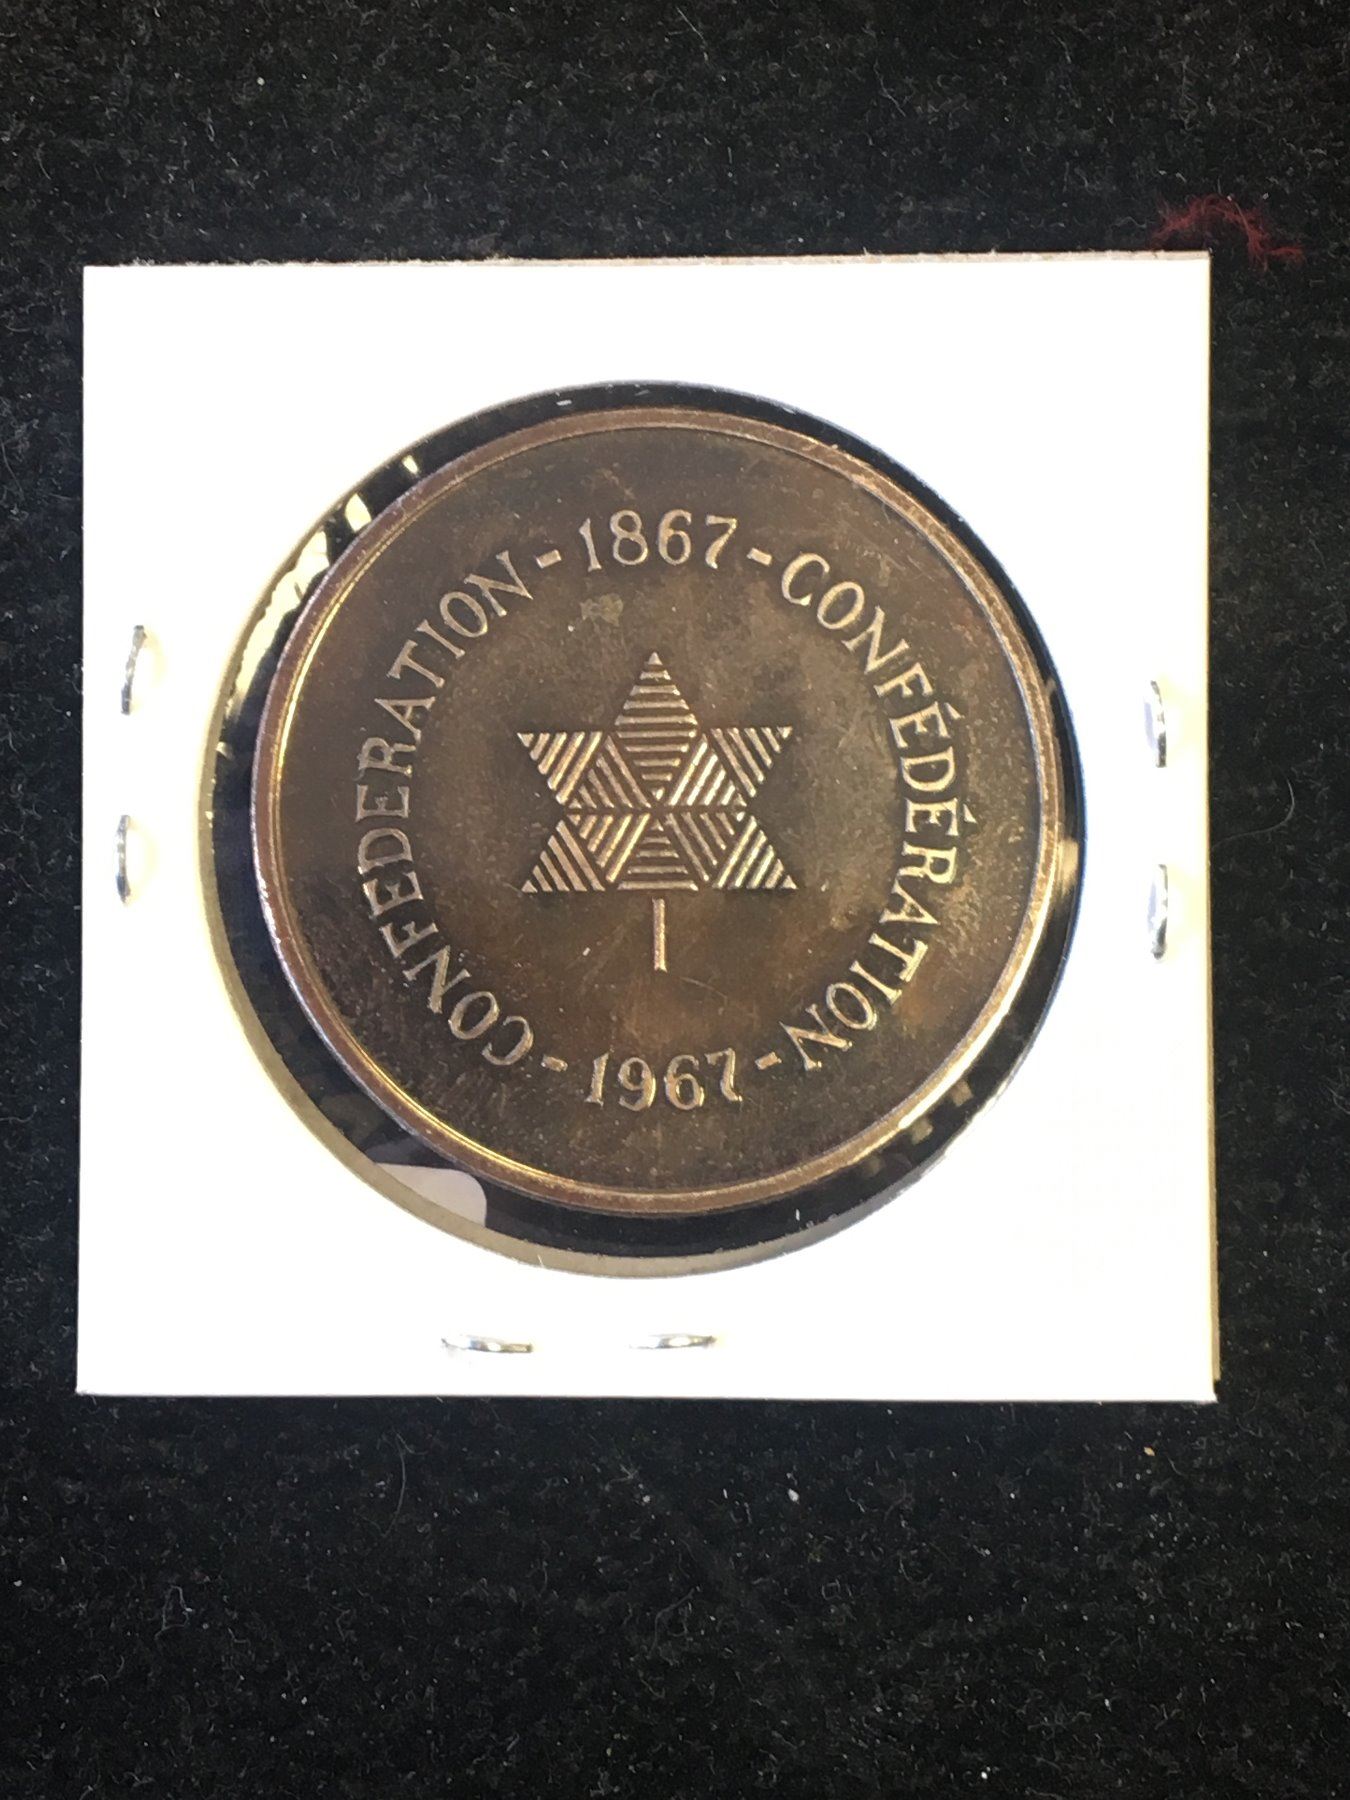 CONFEDERATION - 1867 - CONFÉDÉRATION - 1967 -